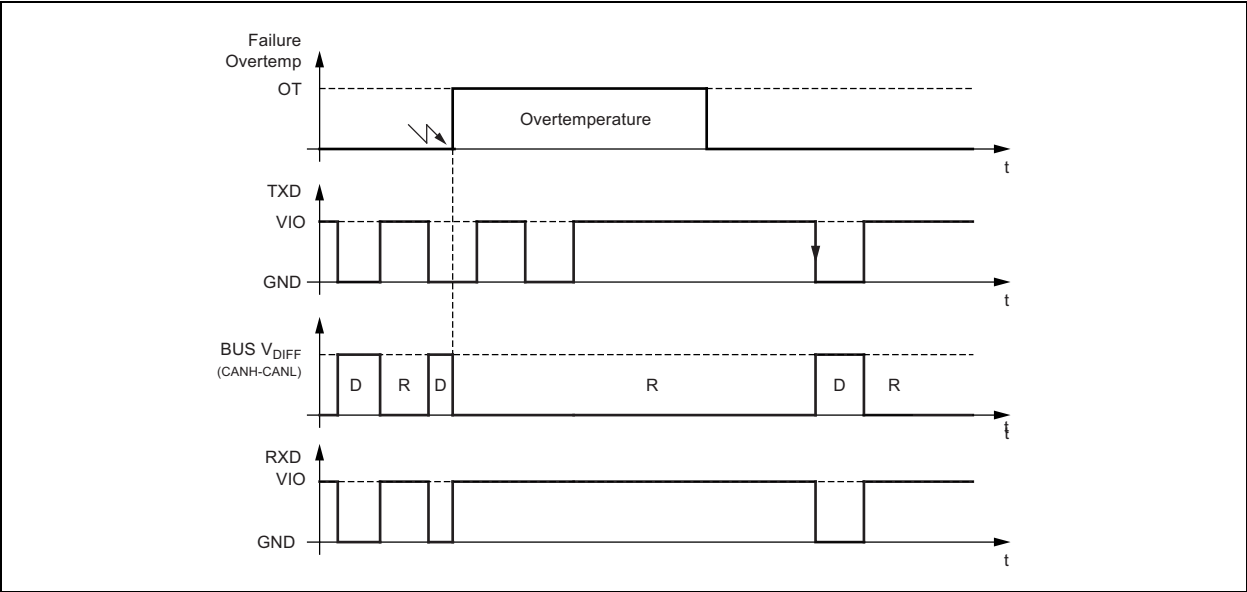 Failure
Overtemp
OT
Overtemperature
t
TXD
VIO
GND
t
BUS VDIFF
(CANH-CANL)
D R D R D R
t
t
RXD
VIO
GND
t